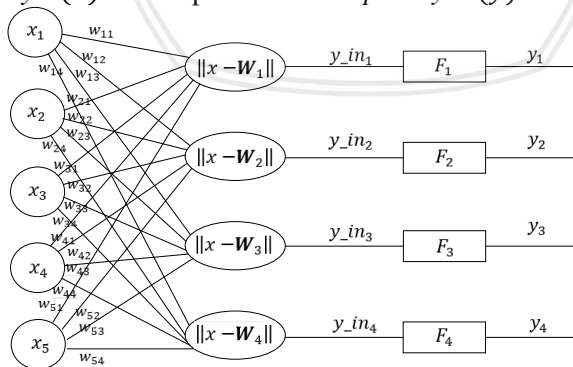 x₁ w₁₁ ‖x − W₁‖ y_in₁ F₁ y₁
w₁₂
w₁₄ w₁₃
x₂ w₂₁ ‖x − W₂‖ y_in₂ F₂ y₂
w₂₂
w₂₃
w₂₄
x₃ w₃₁ ‖x − W₃‖ y_in₃ F₃ y₃
w₃₂
w₃₃
w₃₄
x₄ w₄₁ ‖x − W₄‖ y_in₄ F₄ y₄
w₄₂
w₄₃
w₄₄
x₅ w₅₁
w₅₂
w₅₃
w₅₄